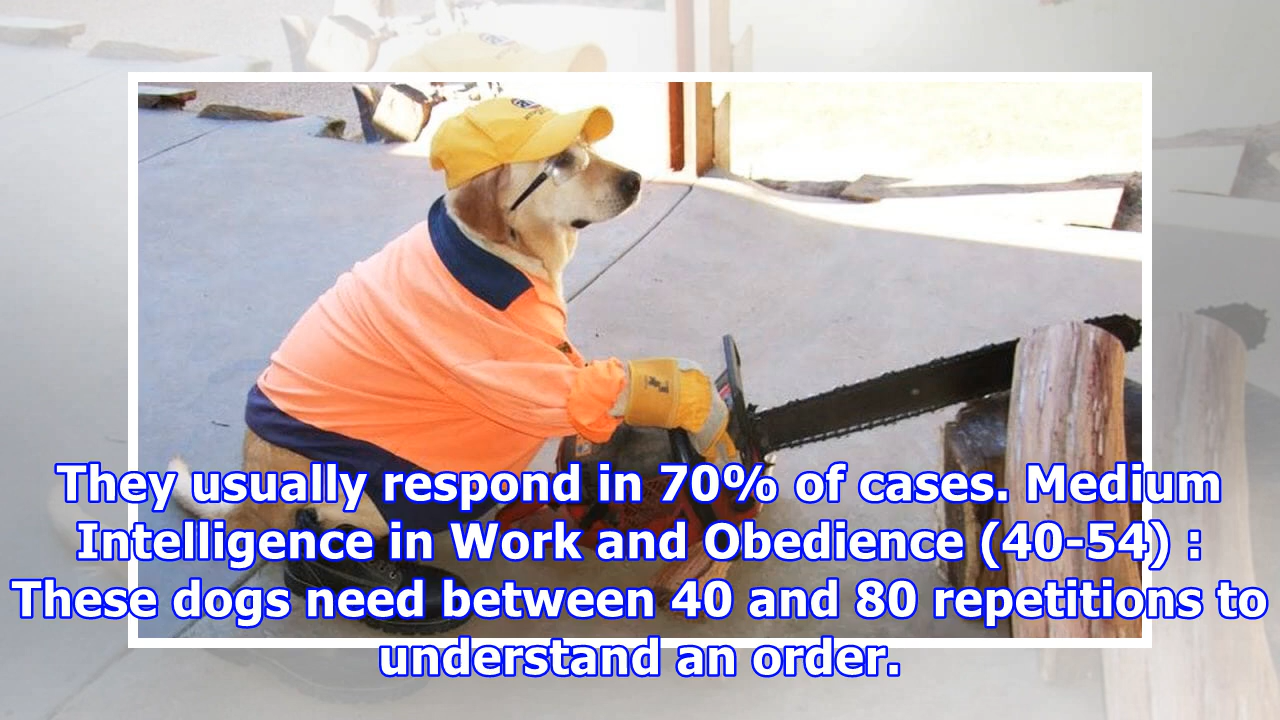 They usually respond in 70% of cases. Medium
Intelligence in Work and Obedience (40-54) :
These dogs need between 40 and 80 repetitions to
understand an order.